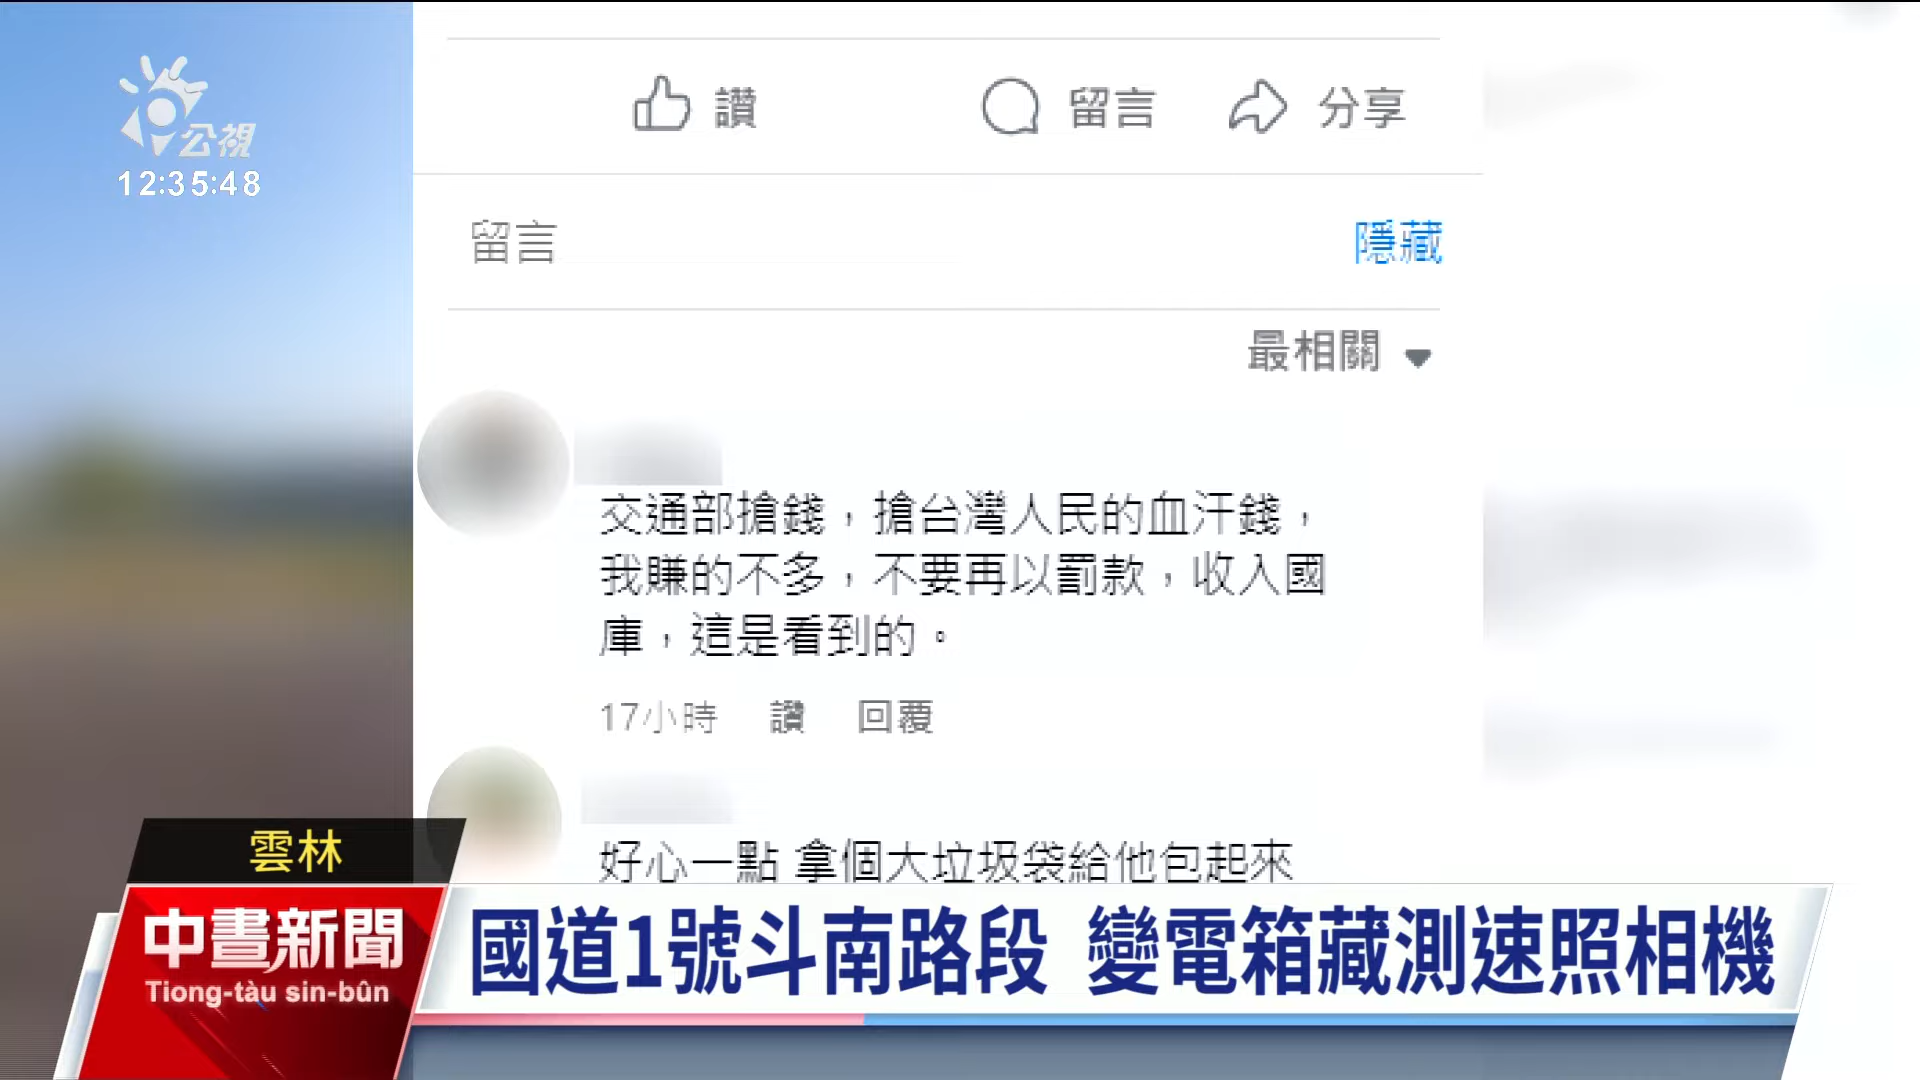 公視
12:35:48
讚 留言 分享
留言 隱藏
最相關
交通部搶錢，搶台灣人民的血汗錢，
我賺的不多，不要再以罰款，收入國
庫，這是看到的。
17小時 讚 回覆
好心一點 拿個大垃圾袋給他包起來
雲林
中晝新聞
Tiong-tàu sin-bûn
國道1號斗南路段 變電箱藏測速照相機